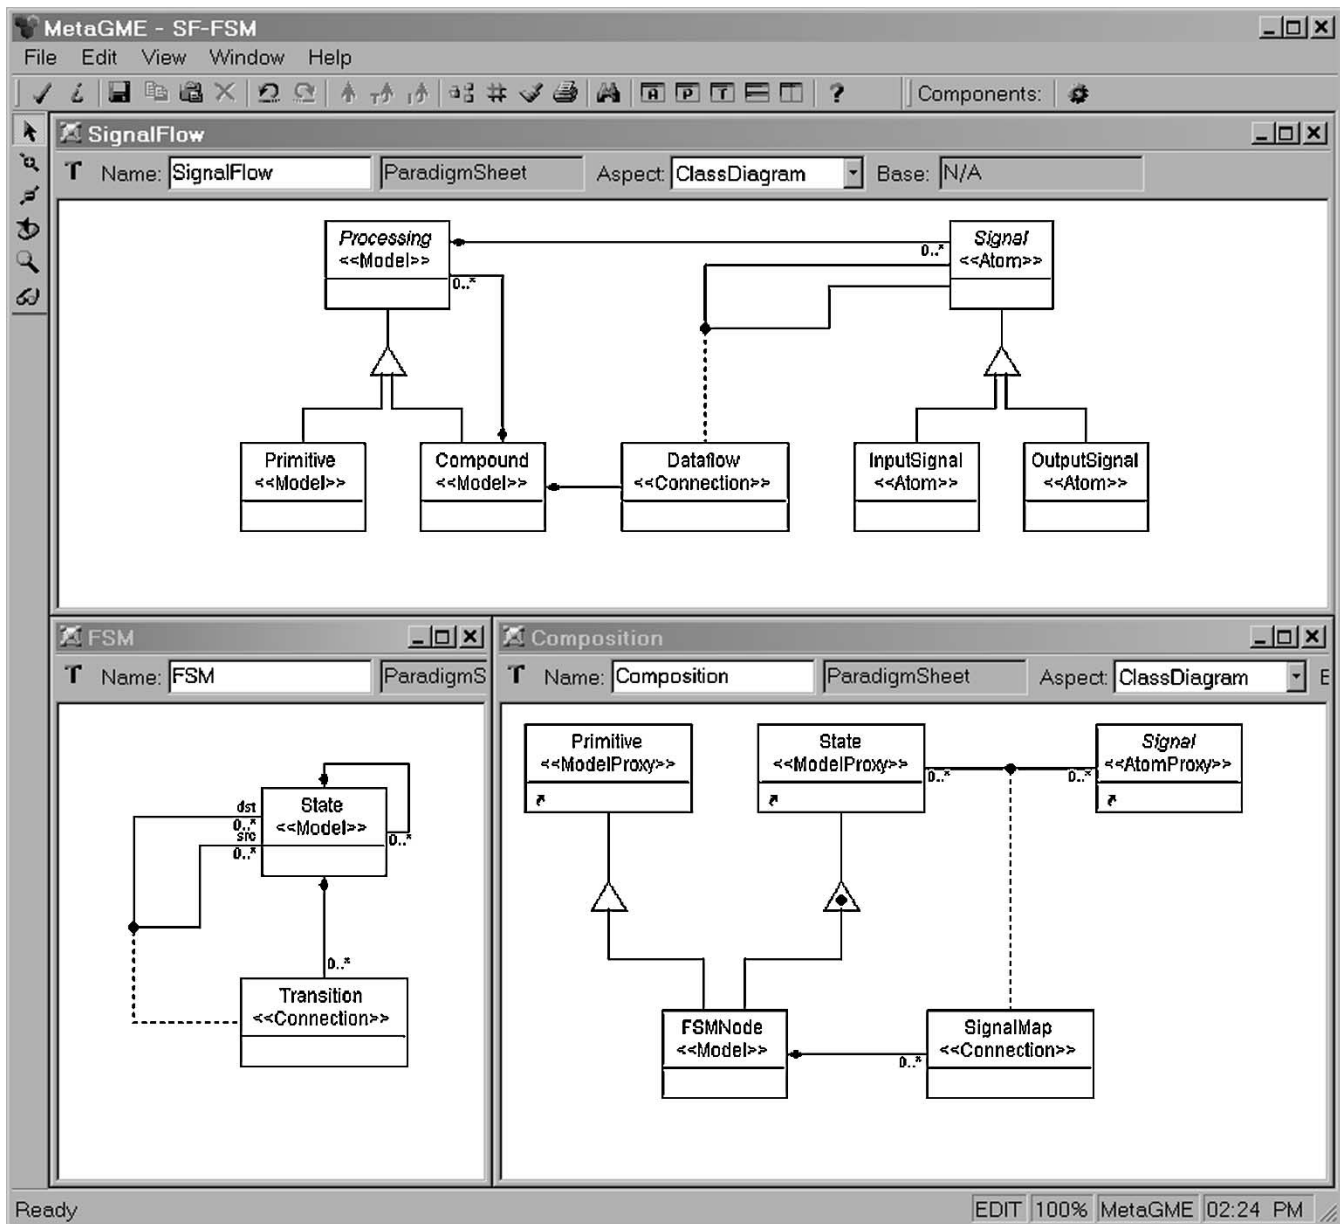 MetaGME - SF-FSM
File Edit View Window Help
Components:
SignalFlow
Name: SignalFlow ParadigmSheet Aspect: ClassDiagram Base: N/A
Processing
<<Model>>
0..*
Signal
<<Atom>>
0..*
Primitive
<<Model>>
Compound
<<Model>>
Dataflow
<<Connection>>
InputSignal
<<Atom>>
OutputSignal
<<Atom>>
FSM
Name: FSM ParadigmS
State
<<Model>>
dst
0..*
src
0..*
0..*
0..*
Transition
<<Connection>>
Composition
Name: Composition ParadigmSheet Aspect: ClassDiagram
Primitive
<<ModelProxy>>
State
<<ModelProxy>>
0..*
0..*
Signal
<<AtomProxy>>
FSMNode
<<Model>>
0..*
SignalMap
<<Connection>>
Ready EDIT 100% MetaGME 02:24 PM